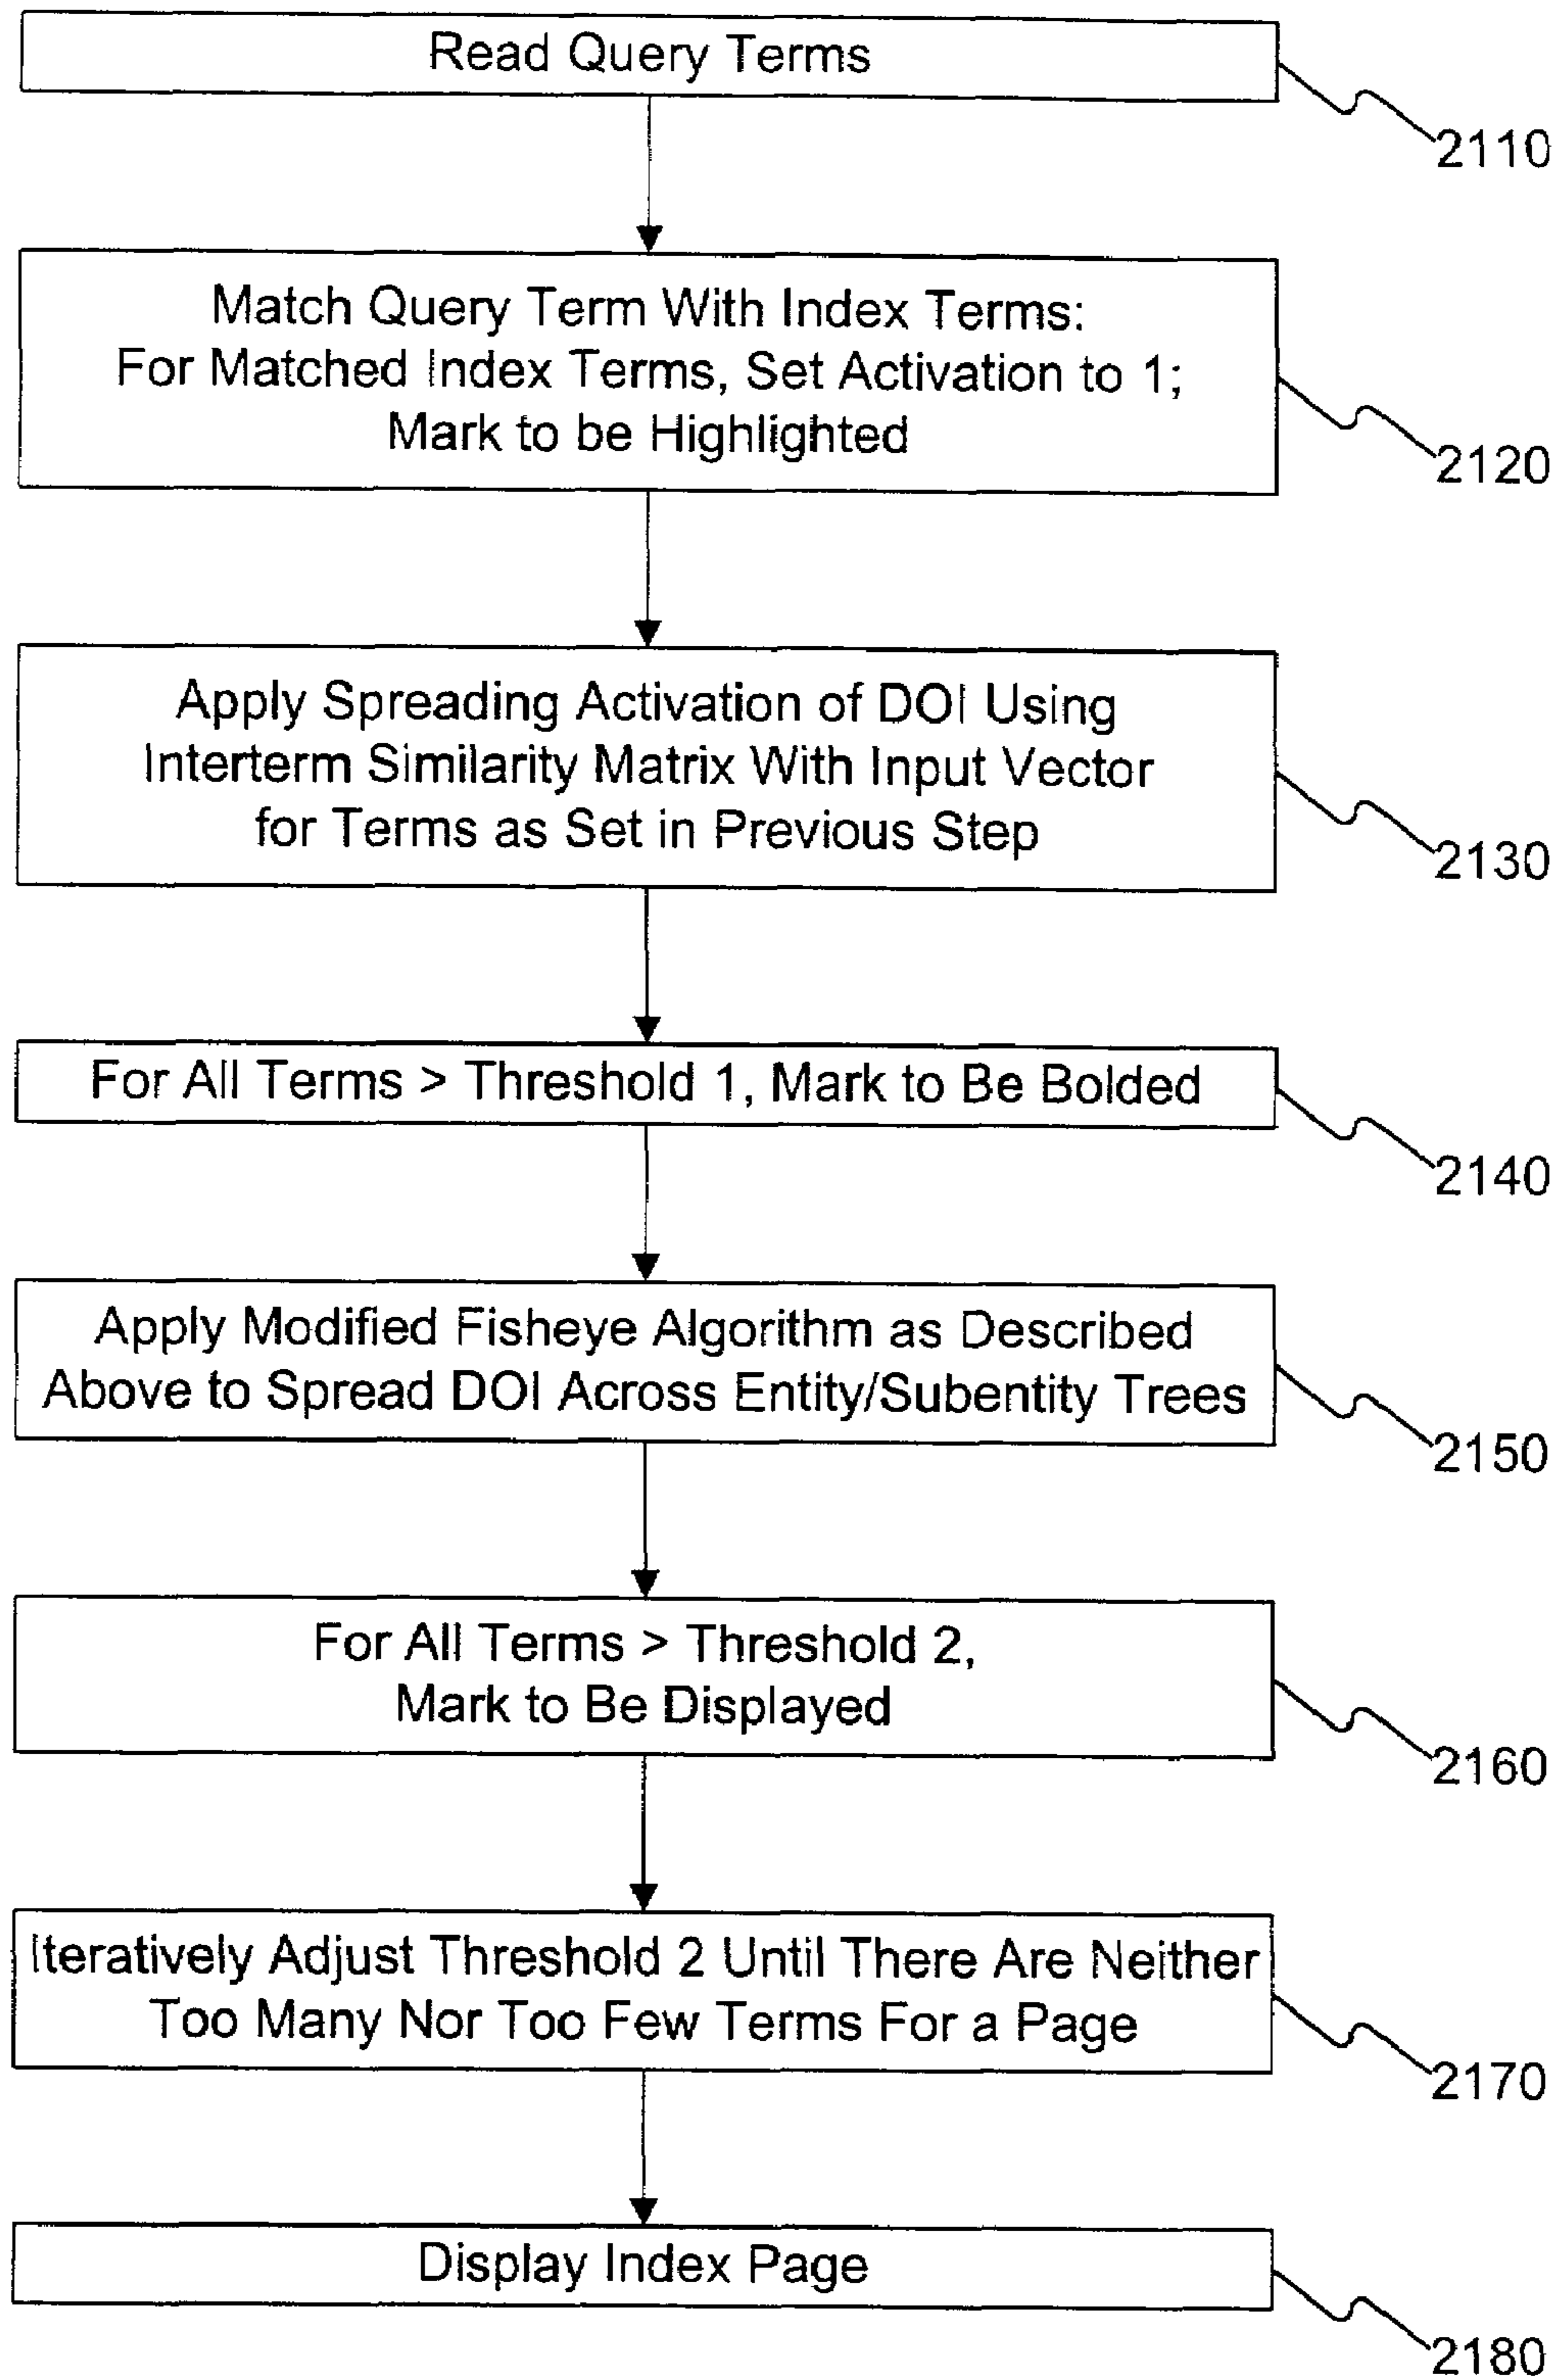 Read Query Terms
2110
Match Query Term With Index Terms:
For Matched Index Terms, Set Activation to 1;
Mark to be Highlighted
2120
Apply Spreading Activation of DOI Using
Interterm Similarity Matrix With Input Vector
for Terms as Set in Previous Step
2130
For All Terms > Threshold 1, Mark to Be Bolded
2140
Apply Modified Fisheye Algorithm as Described
Above to Spread DOI Across Entity/Subentity Trees
2150
For All Terms > Threshold 2,
Mark to Be Displayed
2160
Iteratively Adjust Threshold 2 Until There Are Neither
Too Many Nor Too Few Terms For a Page
2170
Display Index Page
2180